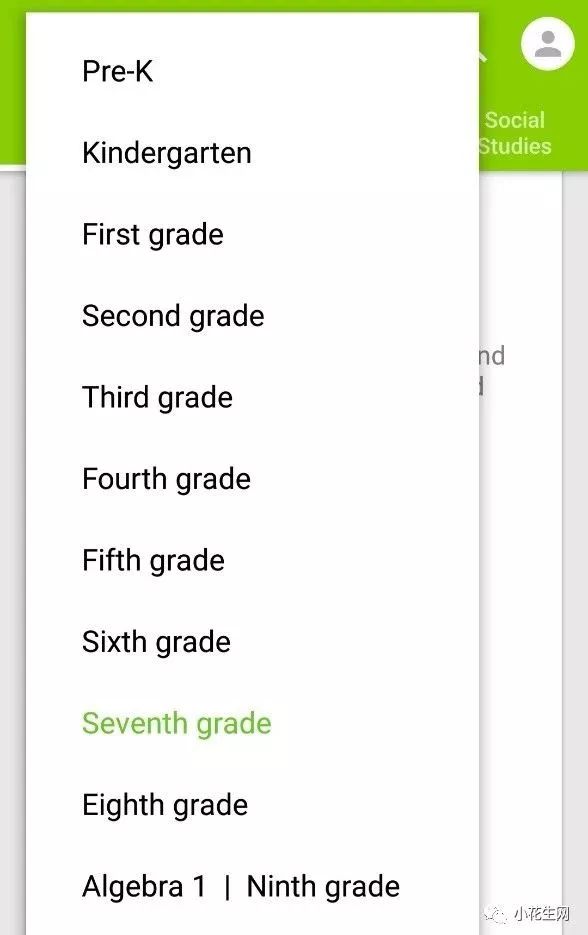 Pre-K
Social
Studies
Kindergarten
First grade
Second grade
nd
d
Third grade
Fourth grade
Fifth grade
Sixth grade
Seventh grade
Eighth grade
Algebra 1 | Ninth grade
小花生网